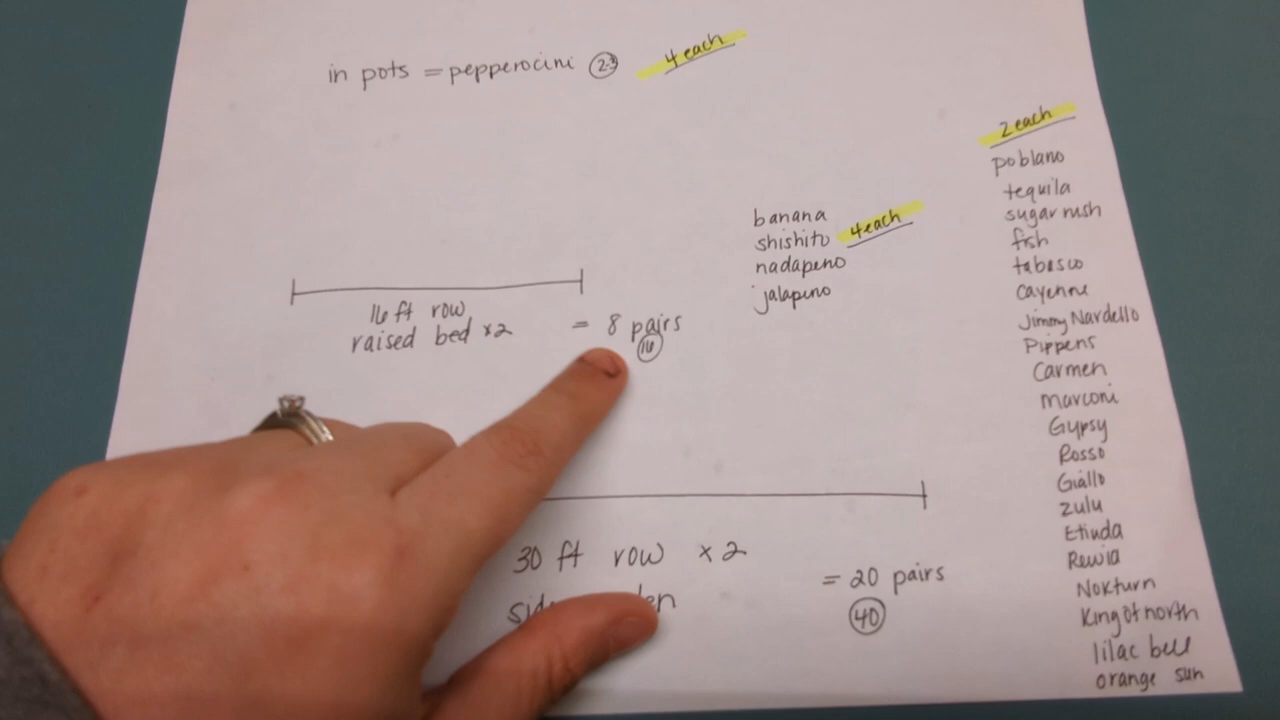 in pots = pepperocini 2-3 4 each
2 each
poblano
tequila
sugar rush
fish
tabasco
cayenne
Jimmy Nardello
Pippens
Carmen
marconi
Gypsy
Rosso
Giallo
zulu
Etiuda
Rewia
Nokturn
King of north
lilac bell
orange sun
banana
shishito 4 each
nadapeno
jalapeno
16 ft row
raised bed x2
= 8 pairs
16
30 ft row x2
= 20 pairs
40